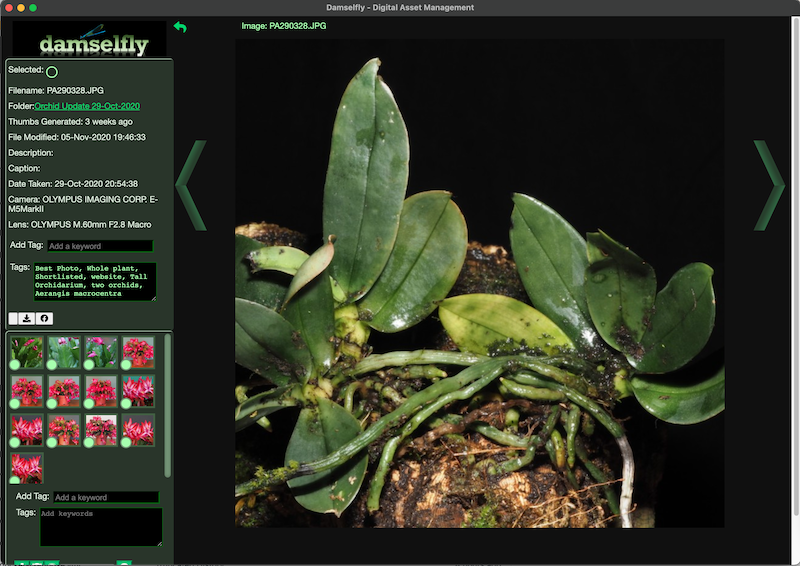 Damselfly – Digital Asset Management
damselfly
Image: PA290328.JPG
Selected:
Filename: PA290328.JPG
Folder:Orchid Update 29-Oct-2020
Thumbs Generated: 3 weeks ago
File Modified: 05-Nov-2020 19:46:33
Description:
Caption:
Date Taken: 29-Oct-2020 20:54:38
Camera: OLYMPUS IMAGING CORP. E-
M5MarkII
Lens: OLYMPUS M.60mm F2.8 Macro
Add Tag: Add a keyword
Tags: Best Photo, Whole plant,
Shortlisted, website, Tall
Orchidarium, two orchids,
Aerangis macrocentra
Add Tag: Add a keyword
Tags: Add keywords